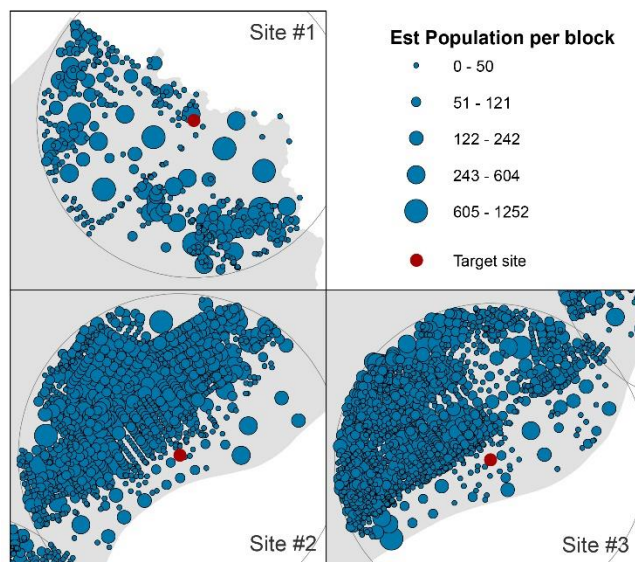 Site #1
Est Population per block
0 - 50
51 - 121
122 - 242
243 - 604
605 - 1252
Target site
Site #2
Site #3